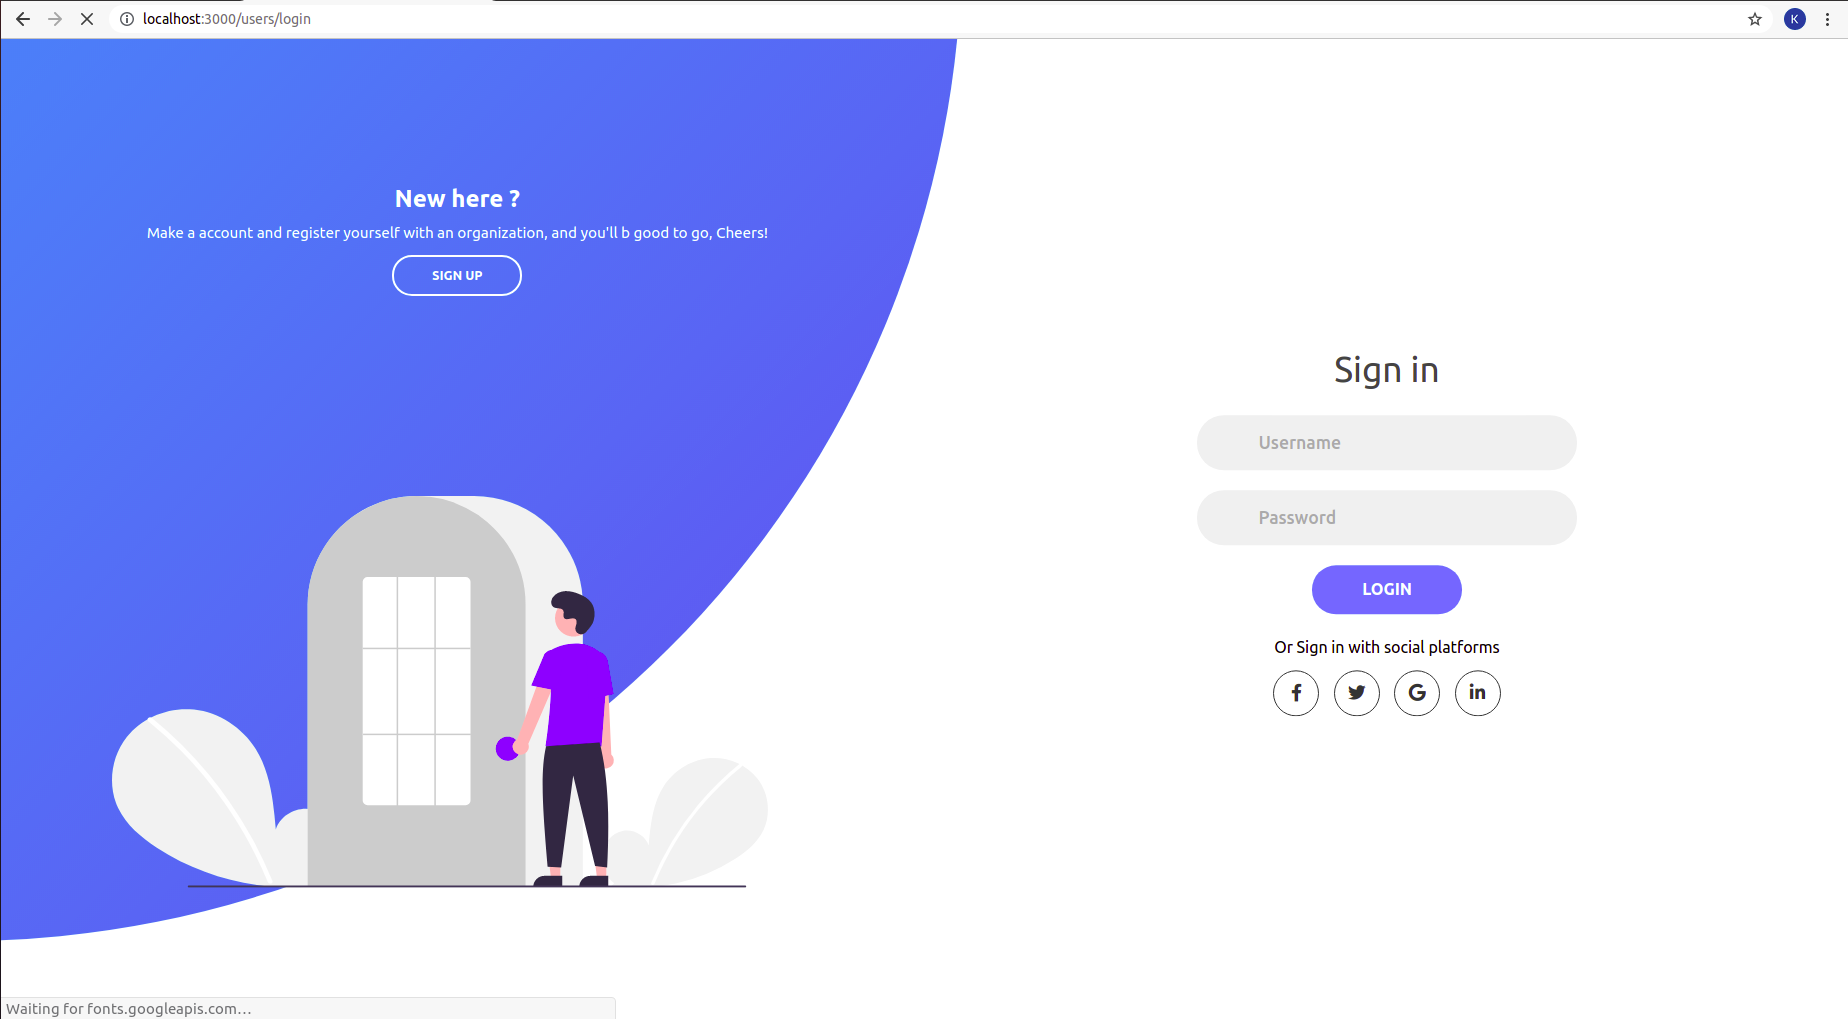 localhost:3000/users/login
K
New here ?
Make a account and register yourself with an organization, and you'll b good to go, Cheers!
SIGN UP
Sign in
Username
Password
LOGIN
Or Sign in with social platforms
Waiting for fonts.googleapis.com...